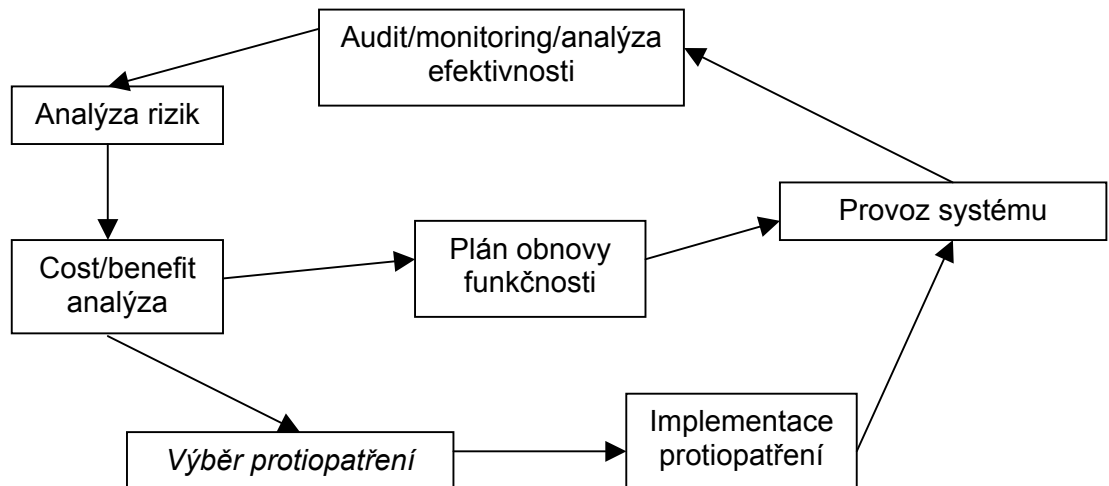 Audit/monitoring/analýza
efektivnosti
Analýza rizik
Provoz systému
Cost/benefit
analýza
Plán obnovy
funkčnosti
Výběr protiopatření
Implementace
protiopatření